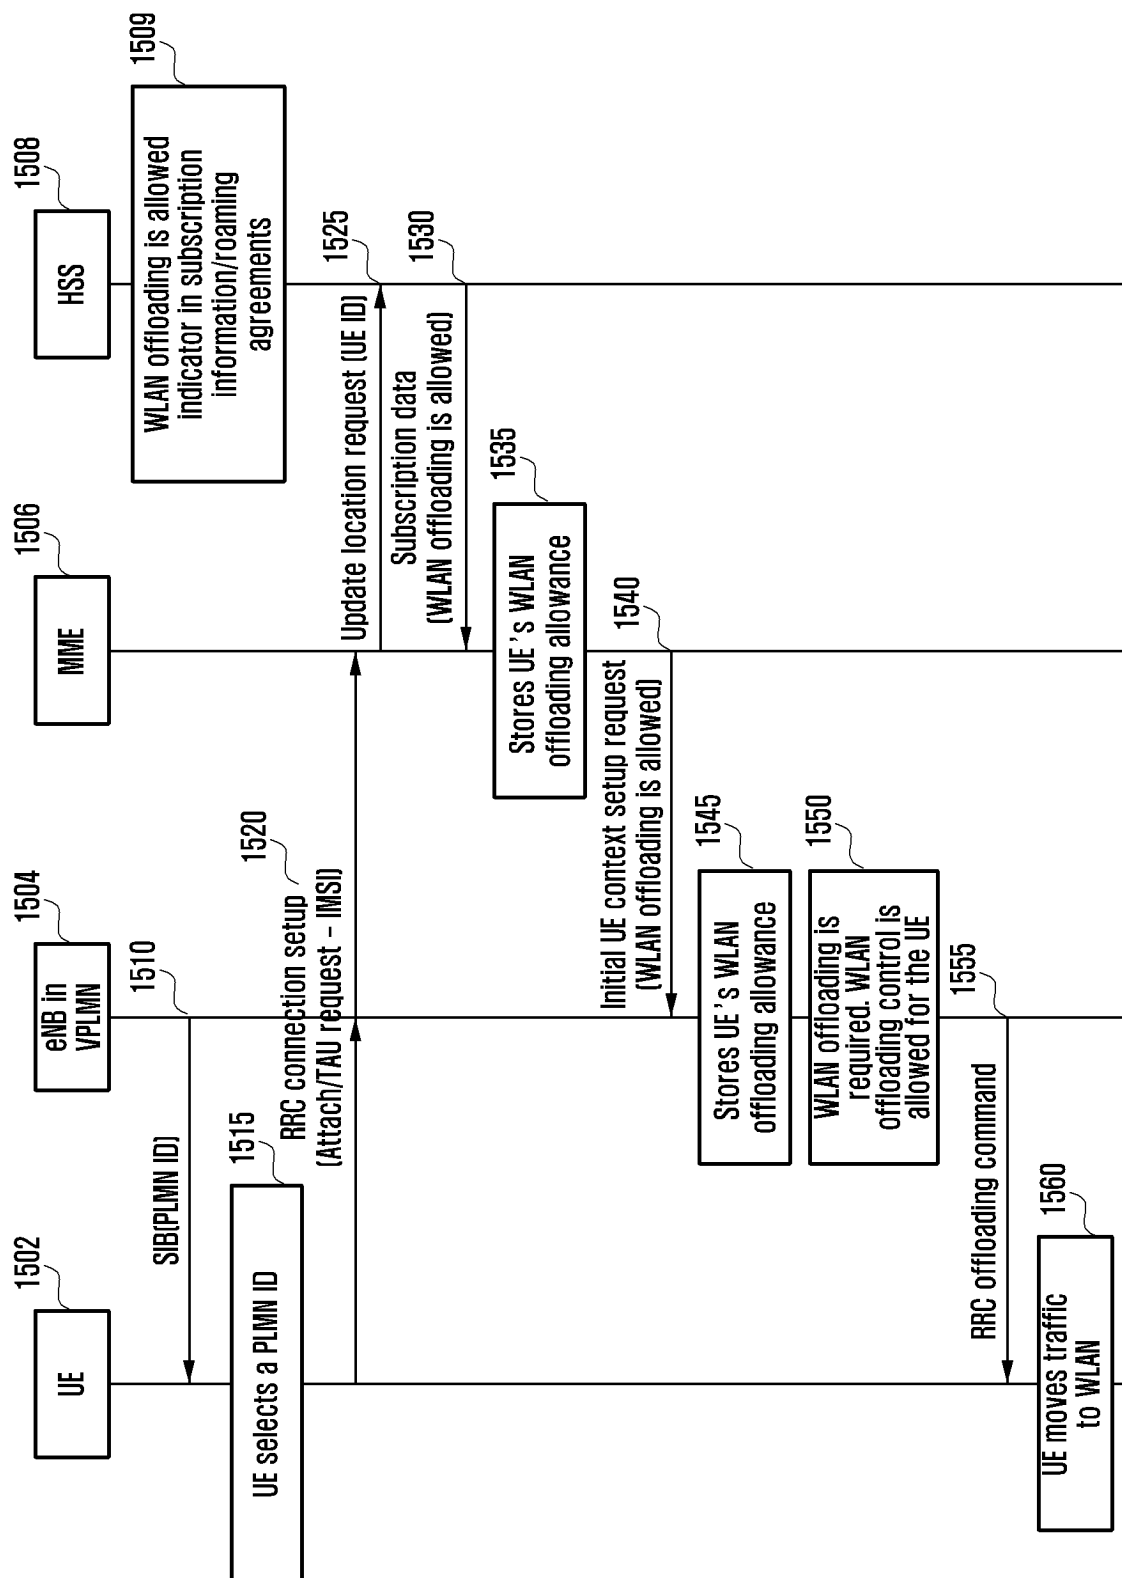 1502
UE
1504
eNB in
VPLMN
1506
MME
1508
HSS
1509
WLAN offloading is allowed
indicator in subscription
information/roaming
agreements
1510
SIB(PLMN ID)
1515
UE selects a PLMN ID
1520
RRC connection setup
(Attach/TAU request – IMSI)
1525
Update location request (UE ID)
1530
Subscription data
(WLAN offloading is allowed)
1535
Stores UE's WLAN
offloading allowance
1540
Initial UE context setup request
(WLAN offloading is allowed)
1545
Stores UE's WLAN
offloading allowance
1550
WLAN offloading is
required. WLAN
offloading control is
allowed for the UE
1555
RRC offloading command
1560
UE moves traffic
to WLAN